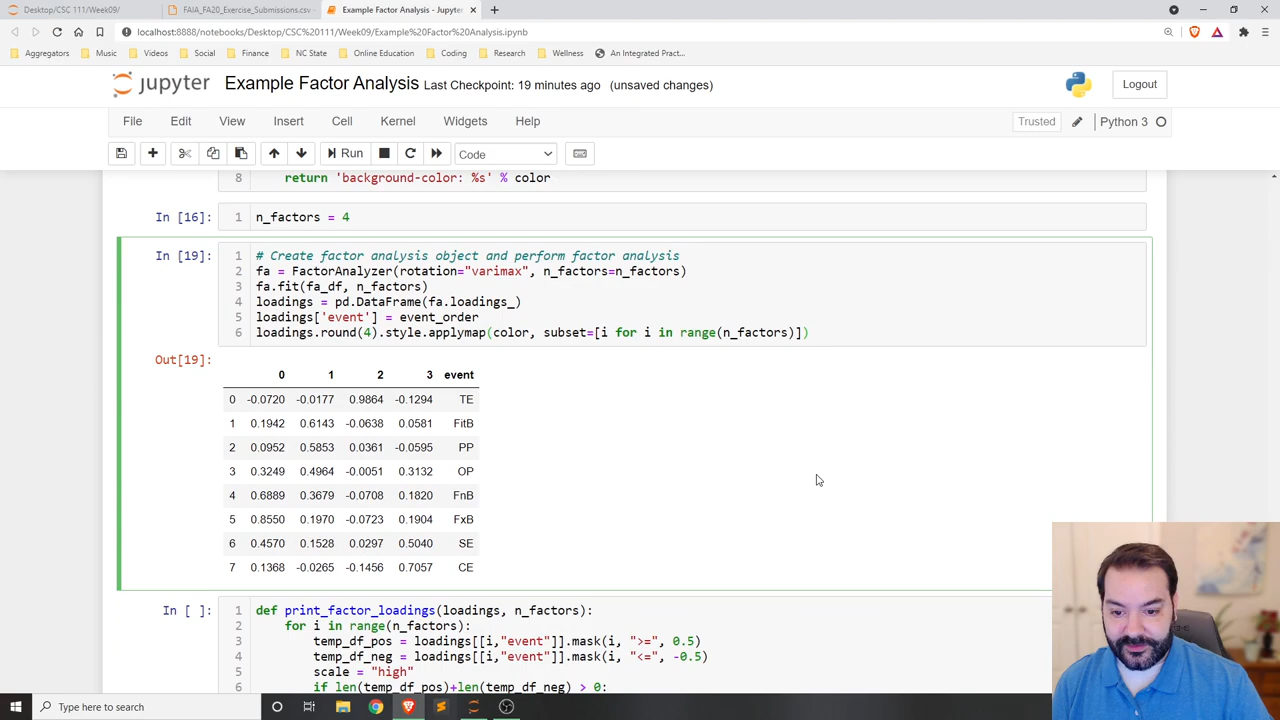 Desktop/CSC 111/Week09/
FAIA_FA20_Exercise_Submissions.csv
Example Factor Analysis - Jupyter
localhost:8888/notebooks/Desktop/CSC%20111/Week09/Example%20Factor%20Analysis.ipynb
Aggregators Music Videos Social Finance NC State Online Education Coding Research Wellness An Integrated Pract...
jupyter Example Factor Analysis Last Checkpoint: 19 minutes ago (unsaved changes) Logout
File Edit View Insert Cell Kernel Widgets Help Trusted Python 3
Run Code
8 return 'background-color: %s' % color
In [16]: 1 n_factors = 4
In [19]: 1 # Create factor analysis object and perform factor analysis
2 fa = FactorAnalyzer(rotation="varimax", n_factors=n_factors)
3 fa.fit(fa_df, n_factors)
4 loadings = pd.DataFrame(fa.loadings_)
5 loadings['event'] = event_order
6 loadings.round(4).style.applymap(color, subset=[i for i in range(n_factors)])
Out[19]:
0 1 2 3 event
0 -0.0720 -0.0177 0.9864 -0.1294 TE
1 0.1942 0.6143 -0.0638 0.0581 FitB
2 0.0952 0.5853 0.0361 -0.0595 PP
3 0.3249 0.4964 -0.0051 0.3132 OP
4 0.6889 0.3679 -0.0708 0.1820 FnB
5 0.8550 0.1970 -0.0723 0.1904 FxB
6 0.4570 0.1528 0.0297 0.5040 SE
7 0.1368 -0.0265 -0.1456 0.7057 CE
In [ ]: 1 def print_factor_loadings(loadings, n_factors):
2 for i in range(n_factors):
3 temp_df_pos = loadings[[i,"event"]].mask(i, ">=", 0.5)
4 temp_df_neg = loadings[[i,"event"]].mask(i, "<=", -0.5)
5 scale = "high"
6 if len(temp_df_pos)+len(temp_df_neg) > 0:
Type here to search